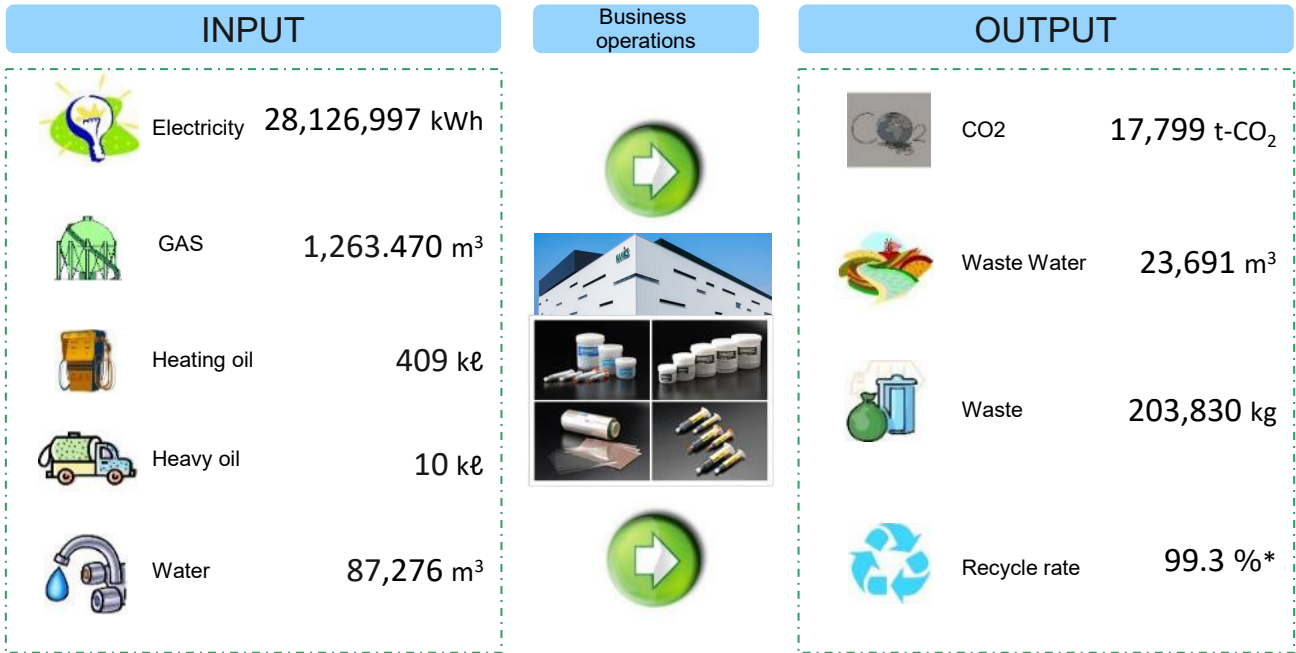 INPUT
Business
operations
OUTPUT
Electricity 28,126,997 kWh
GAS 1,263.470 m³
Heating oil 409 kℓ
Heavy oil 10 kℓ
Water 87,276 m³
CO2 17,799 t-CO₂
Waste Water 23,691 m³
Waste 203,830 kg
Recycle rate 99.3 %*